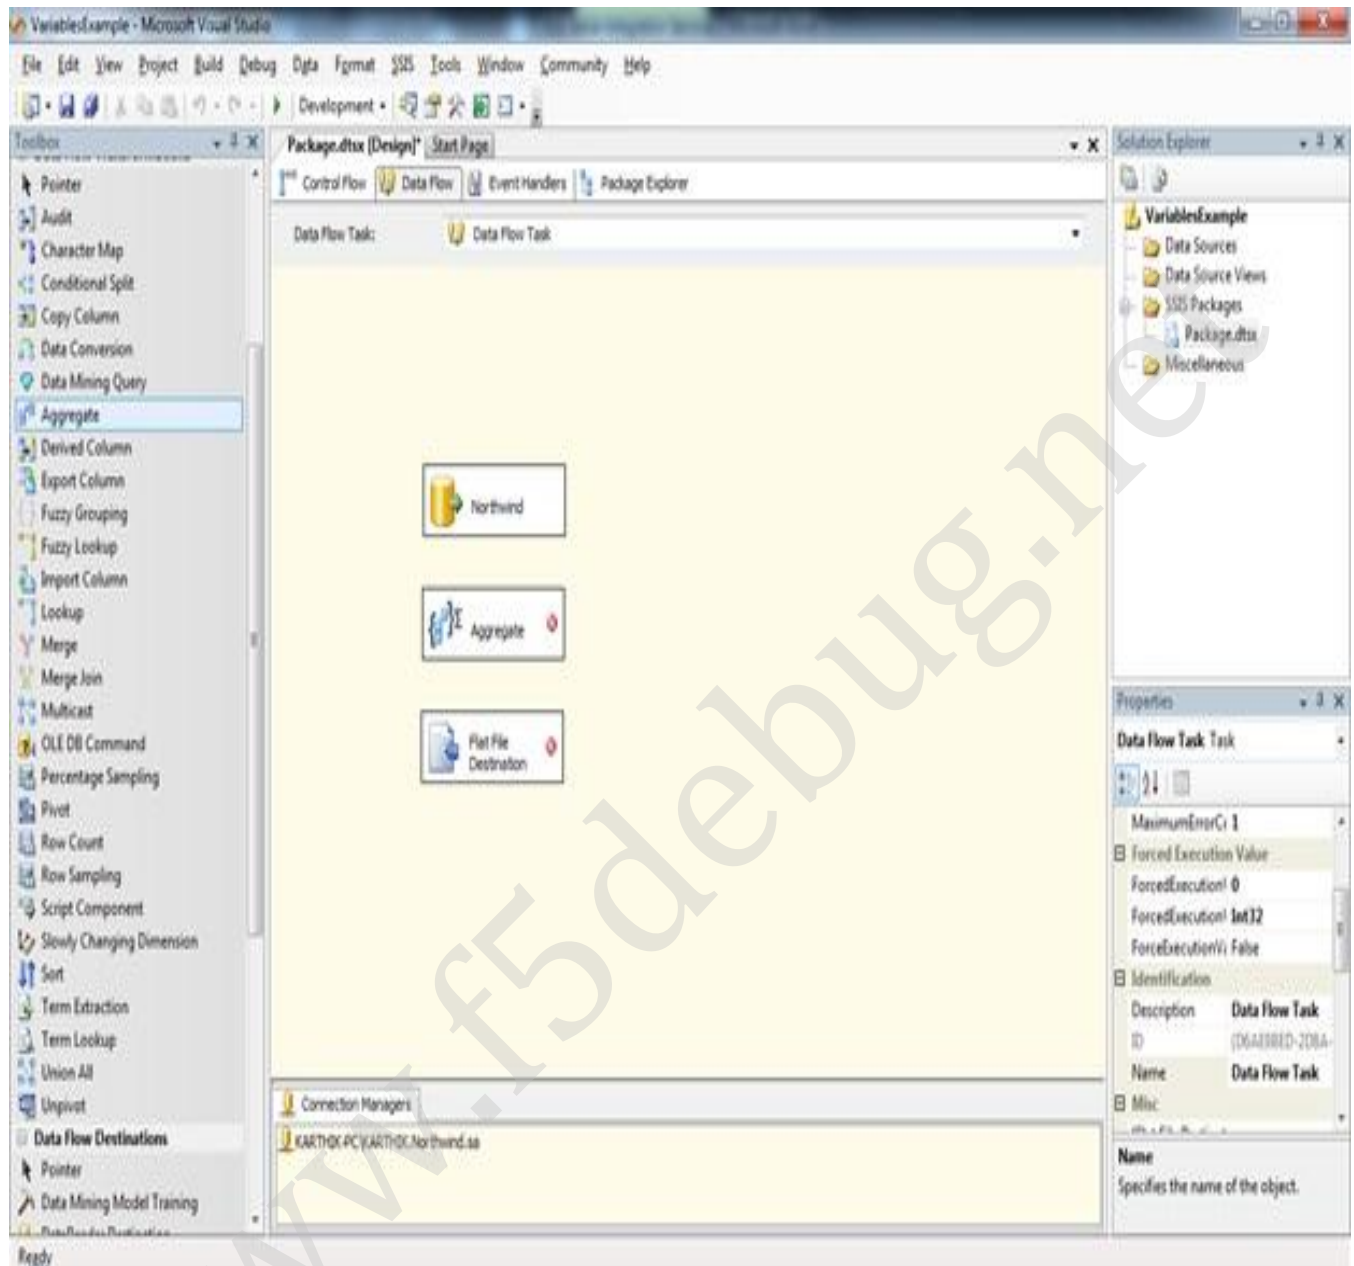 VariablesExample - Microsoft Visual Studio
File Edit View Project Build Debug Data Format SSIS Tools Window Community Help
Development
Toolbox
Pointer
Audit
Character Map
Conditional Split
Copy Column
Data Conversion
Data Mining Query
Aggregate
Derived Column
Export Column
Fuzzy Grouping
Fuzzy Lookup
Import Column
Lookup
Merge
Merge Join
Multicast
OLE DB Command
Percentage Sampling
Pivot
Row Count
Row Sampling
Script Component
Slowly Changing Dimension
Sort
Term Extraction
Term Lookup
Union All
Unpivot
Data Flow Destinations
Pointer
Data Mining Model Training
Ready
Package.dtsx [Design]* Start Page
Control Flow Data Flow Event Handlers Package Explorer
Data Flow Task: Data Flow Task
Northwind
Aggregate
Flat File
Destination
Connection Managers
KARTHIK-PC\KARTHIK.Northwind.sa
Solution Explorer
VariablesExample
Data Sources
Data Source Views
SSIS Packages
Package.dtsx
Miscellaneous
Properties
Data Flow Task Task
MaximumErrorC 1
Forced Execution Value
ForcedExecution 0
ForcedExecution Int32
ForceExecutionV False
Identification
Description Data Flow Task
ID
Name Data Flow Task
Misc
Name
Specifies the name of the object.
www.f5debug.net